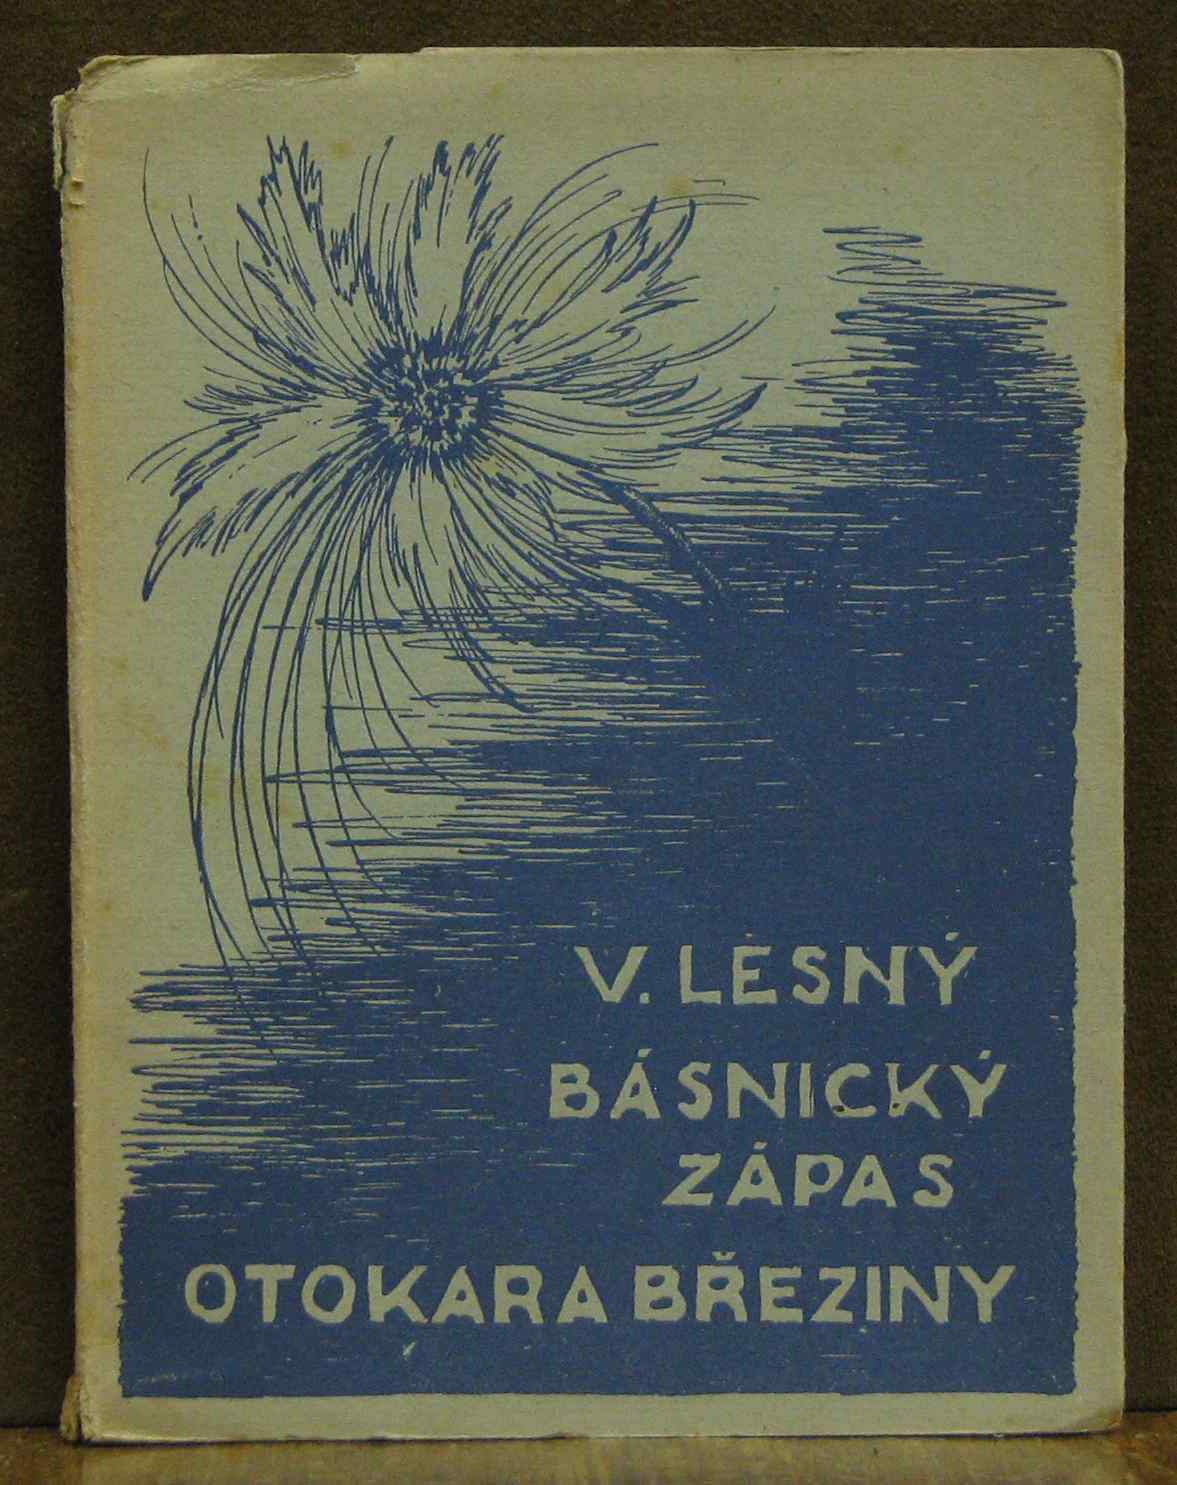 V. LESNÝ
BÁSNICKÝ
ZÁPAS
OTOKARA BŘEZINY